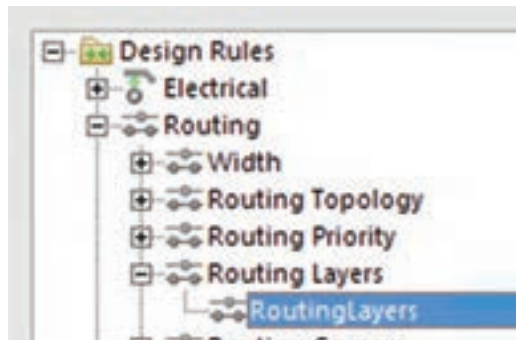 Design Rules
Electrical
Routing
Width
Routing Topology
Routing Priority
Routing Layers
RoutingLayers